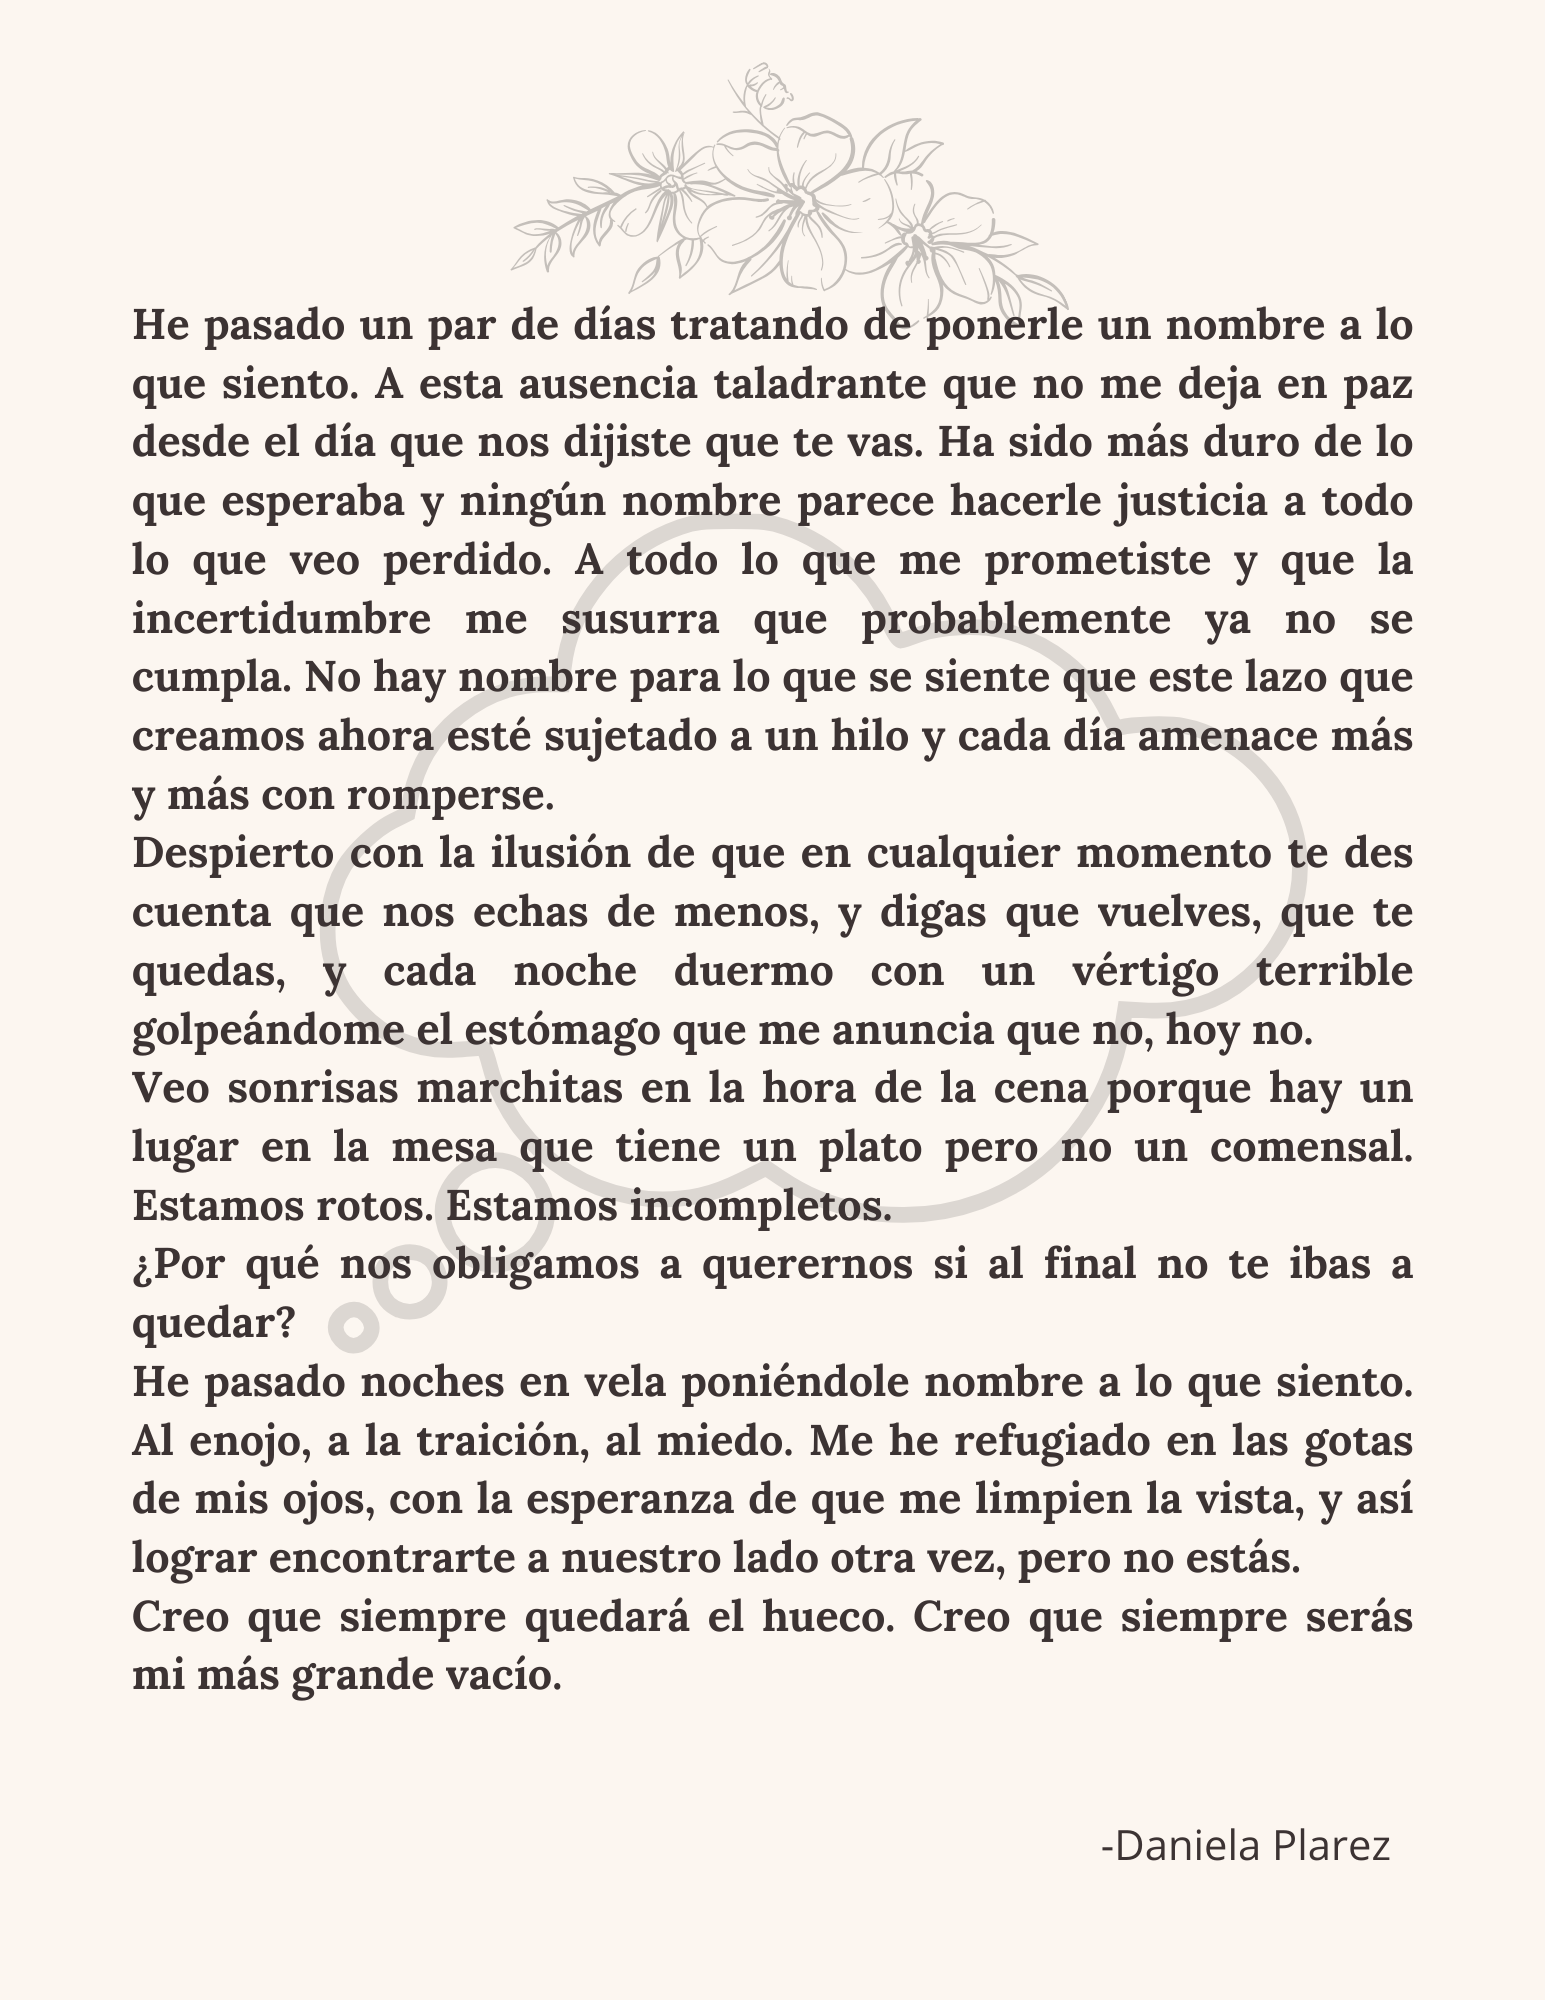 He pasado un par de días tratando de ponerle un nombre a lo
que siento. A esta ausencia taladrante que no me deja en paz
desde el día que nos dijiste que te vas. Ha sido más duro de lo
que esperaba y ningún nombre parece hacerle justicia a todo
lo que veo perdido. A todo lo que me prometiste y que la
incertidumbre me susurra que probablemente ya no se
cumpla. No hay nombre para lo que se siente que este lazo que
creamos ahora esté sujetado a un hilo y cada día amenace más
y más con romperse.
Despierto con la ilusión de que en cualquier momento te des
cuenta que nos echas de menos, y digas que vuelves, que te
quedas, y cada noche duermo con un vértigo terrible
golpeándome el estómago que me anuncia que no, hoy no.
Veo sonrisas marchitas en la hora de la cena porque hay un
lugar en la mesa que tiene un plato pero no un comensal.
Estamos rotos. Estamos incompletos.
¿Por qué nos obligamos a querernos si al final no te ibas a
quedar?
He pasado noches en vela poniéndole nombre a lo que siento.
Al enojo, a la traición, al miedo. Me he refugiado en las gotas
de mis ojos, con la esperanza de que me limpien la vista, y así
lograr encontrarte a nuestro lado otra vez, pero no estás.
Creo que siempre quedará el hueco. Creo que siempre serás
mi más grande vacío.
-Daniela Plarez